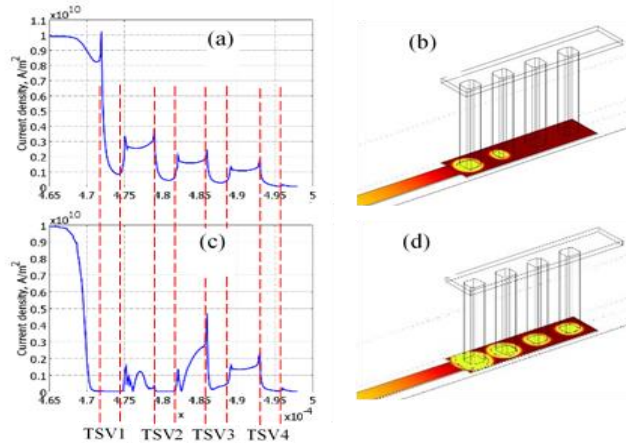 x10^10
(a)
(b)
Current density, A/m²
1.1
1
0.9
0.8
0.7
0.6
0.5
0.4
0.3
0.2
0.1
0
4.65 4.7 4.75 4.8 4.85 4.9 4.95 5
x10^10
(c)
(d)
Current density, A/m²
1
0.9
0.8
0.7
0.6
0.5
0.4
0.3
0.2
0.1
0
4.65 4.7 4.75 4.8 4.85 4.9 4.95 5
x
x10^-4
TSV1 TSV2 TSV3 TSV4